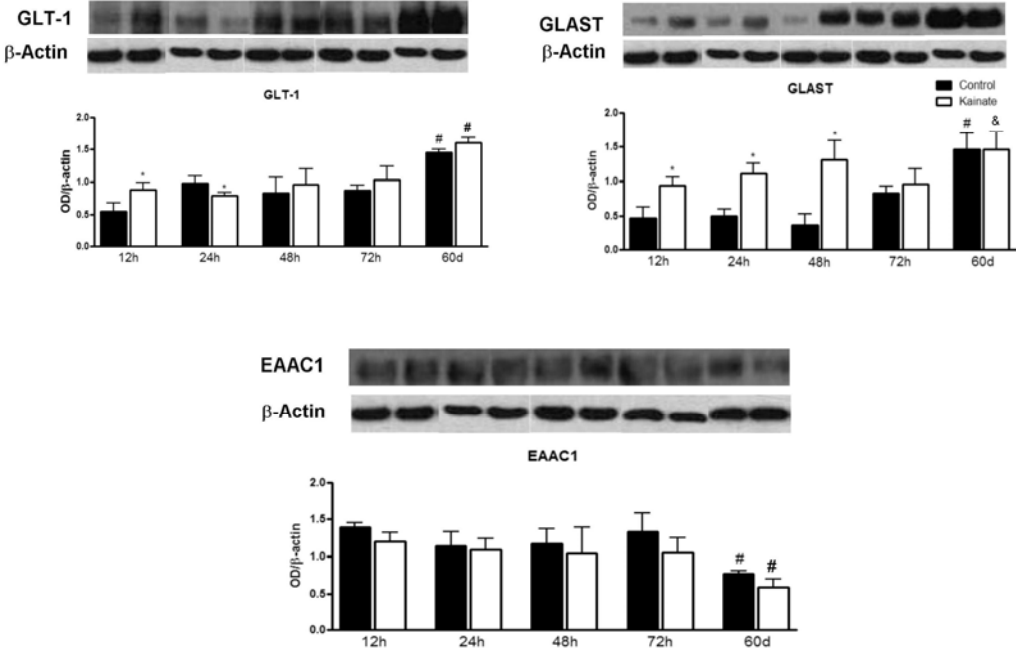 GLT-1
β-Actin
GLT-1
OD/β-actin
2.0
1.5
1.0
0.5
0.0
*
*
#
#
12h
24h
48h
72h
60d
GLAST
β-Actin
GLAST
Control
Kainate
OD/β-actin
2.0
1.5
1.0
0.5
0.0
*
*
*
#
&
12h
24h
48h
72h
60d
EAAC1
β-Actin
EAAC1
OD/β-actin
2.0
1.5
1.0
0.5
0.0
#
#
12h
24h
48h
72h
60d